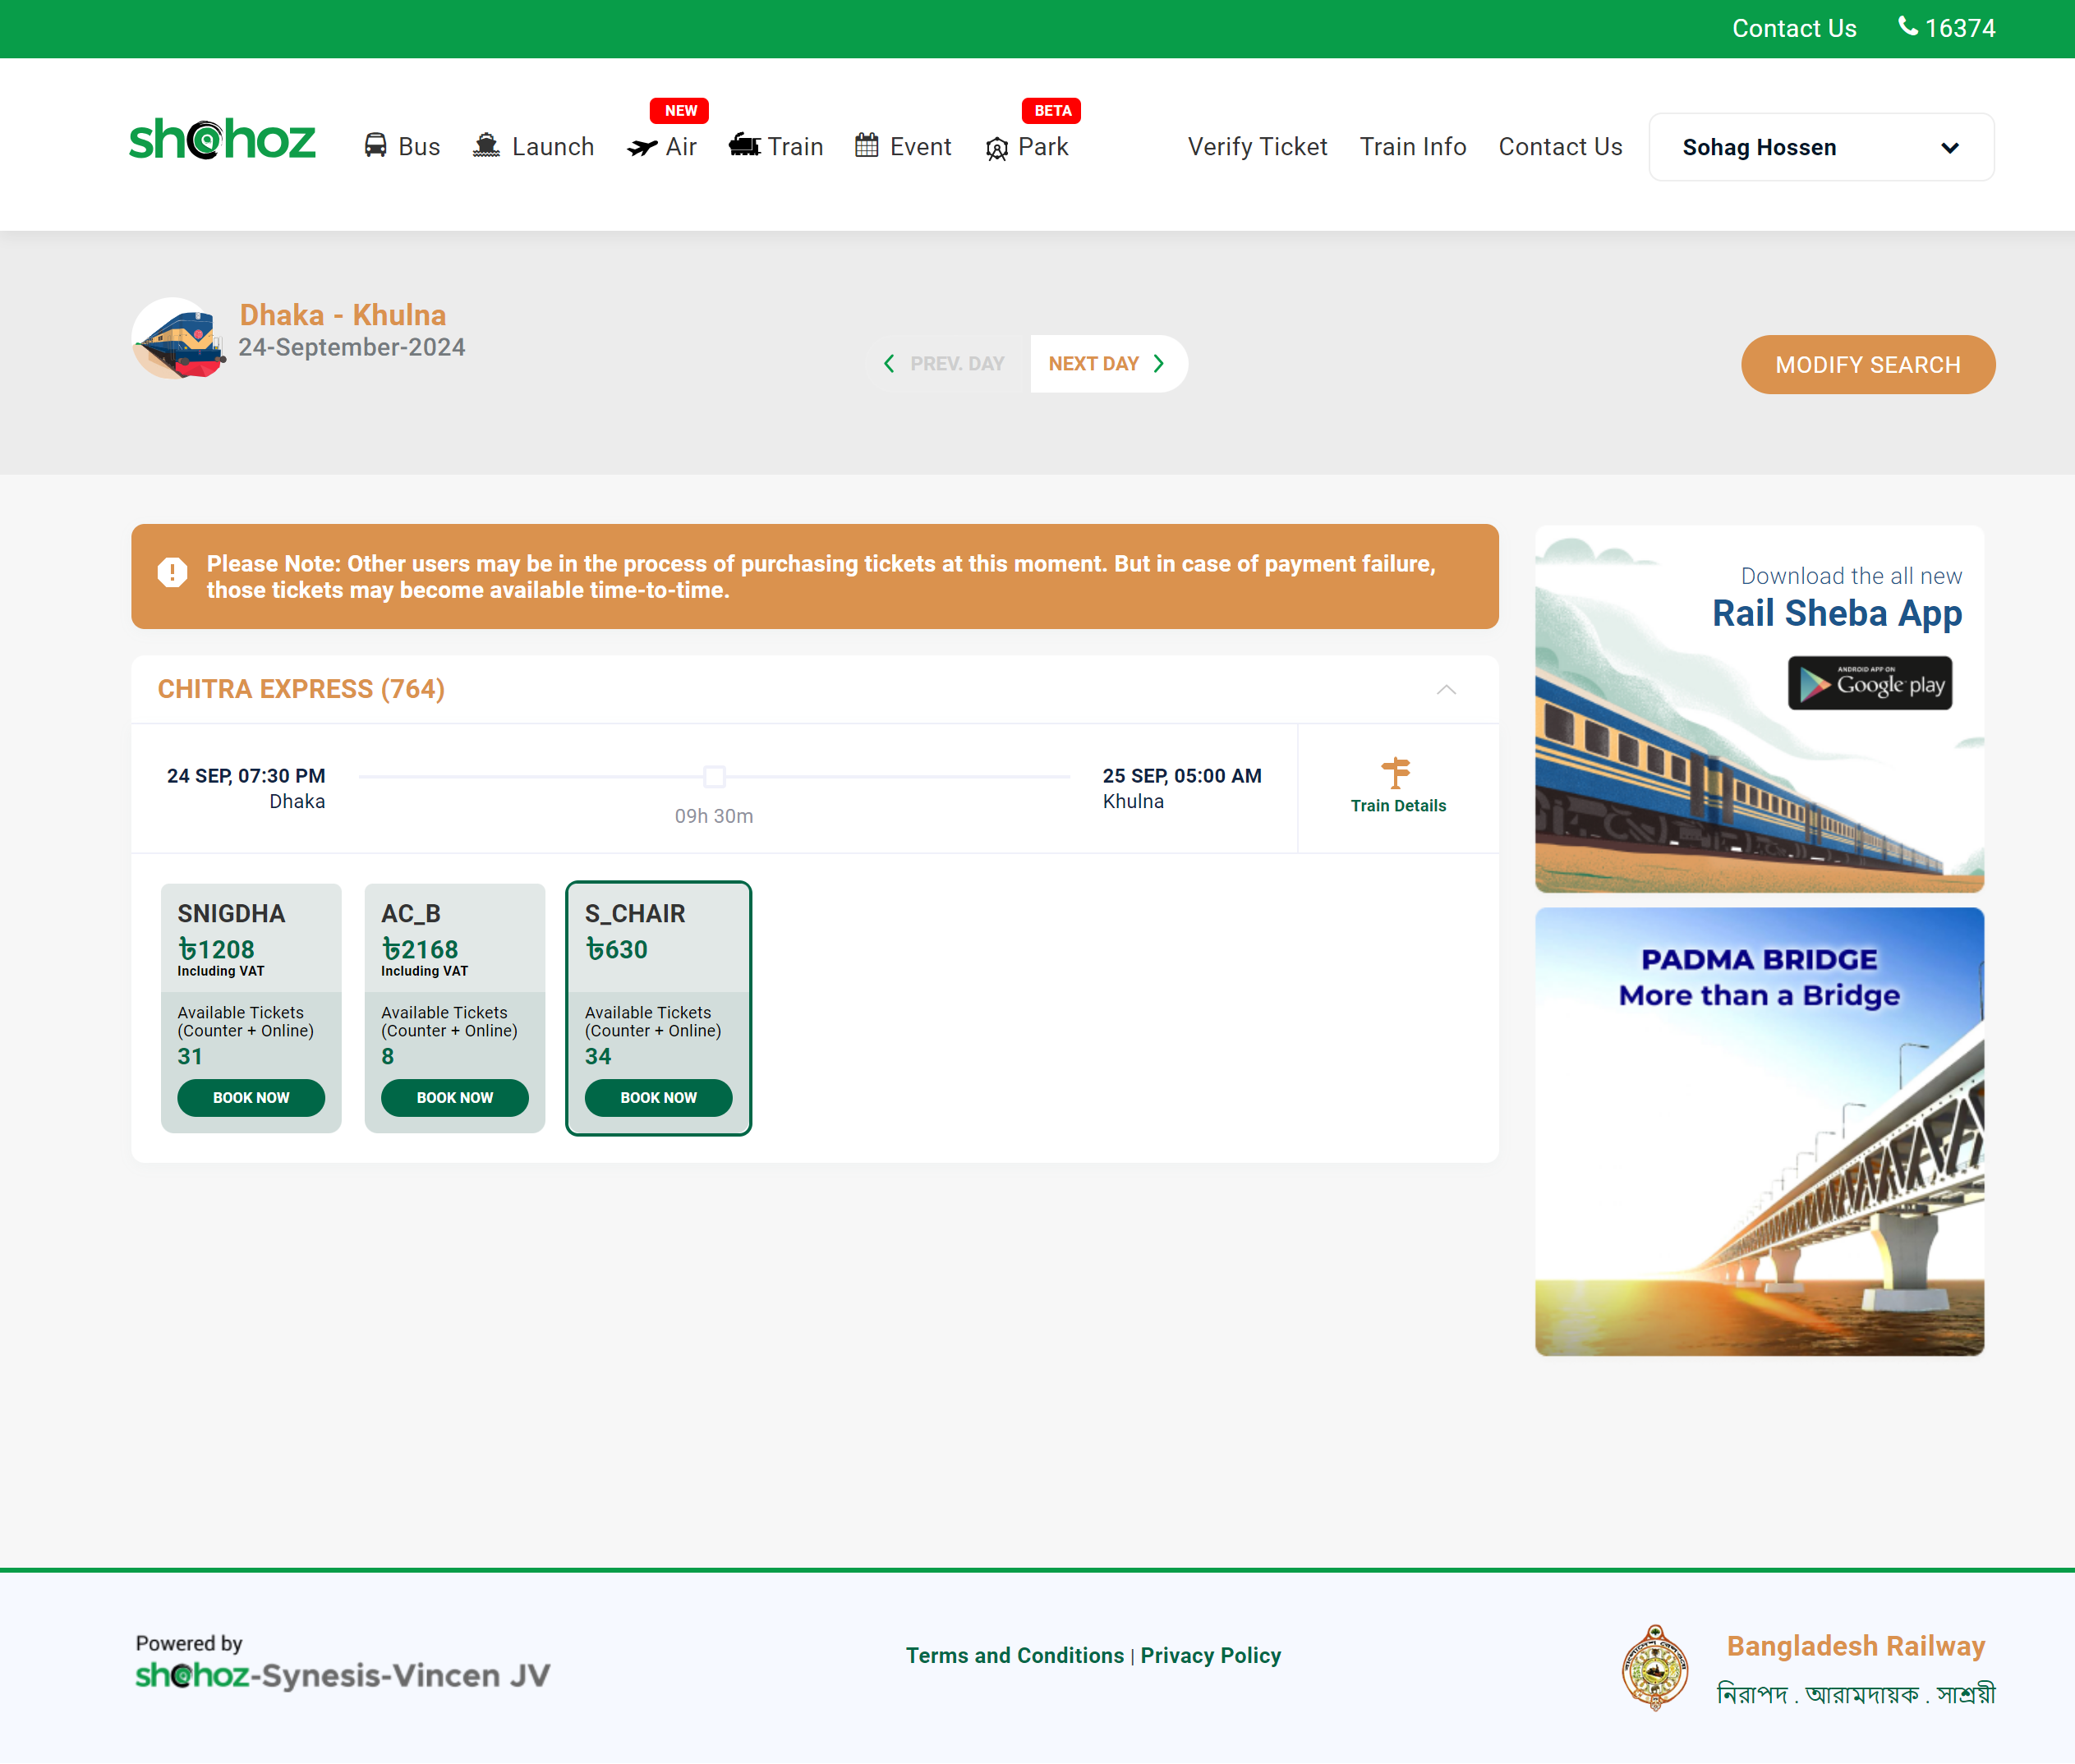 Contact Us
16374
shohoz
Bus
Launch
NEW
Air
Train
Event
BETA
Park
Verify Ticket
Train Info
Contact Us
Sohag Hossen
Dhaka - Khulna
24-September-2024
PREV. DAY
NEXT DAY
MODIFY SEARCH
Please Note: Other users may be in the process of purchasing tickets at this moment. But in case of payment failure,
those tickets may become available time-to-time.
CHITRA EXPRESS (764)
24 SEP, 07:30 PM
Dhaka
09h 30m
25 SEP, 05:00 AM
Khulna
Train Details
SNIGDHA
৳1208
Including VAT
Available Tickets
(Counter + Online)
31
BOOK NOW
AC_B
৳2168
Including VAT
Available Tickets
(Counter + Online)
8
BOOK NOW
S_CHAIR
৳630
Available Tickets
(Counter + Online)
34
BOOK NOW
Download the all new
Rail Sheba App
ANDROID APP ON
Google play
PADMA BRIDGE
More than a Bridge
Powered by
shohoz-Synesis-Vincen JV
Terms and Conditions | Privacy Policy
Bangladesh Railway
নিরাপদ . আরামদায়ক . সাশ্রয়ী